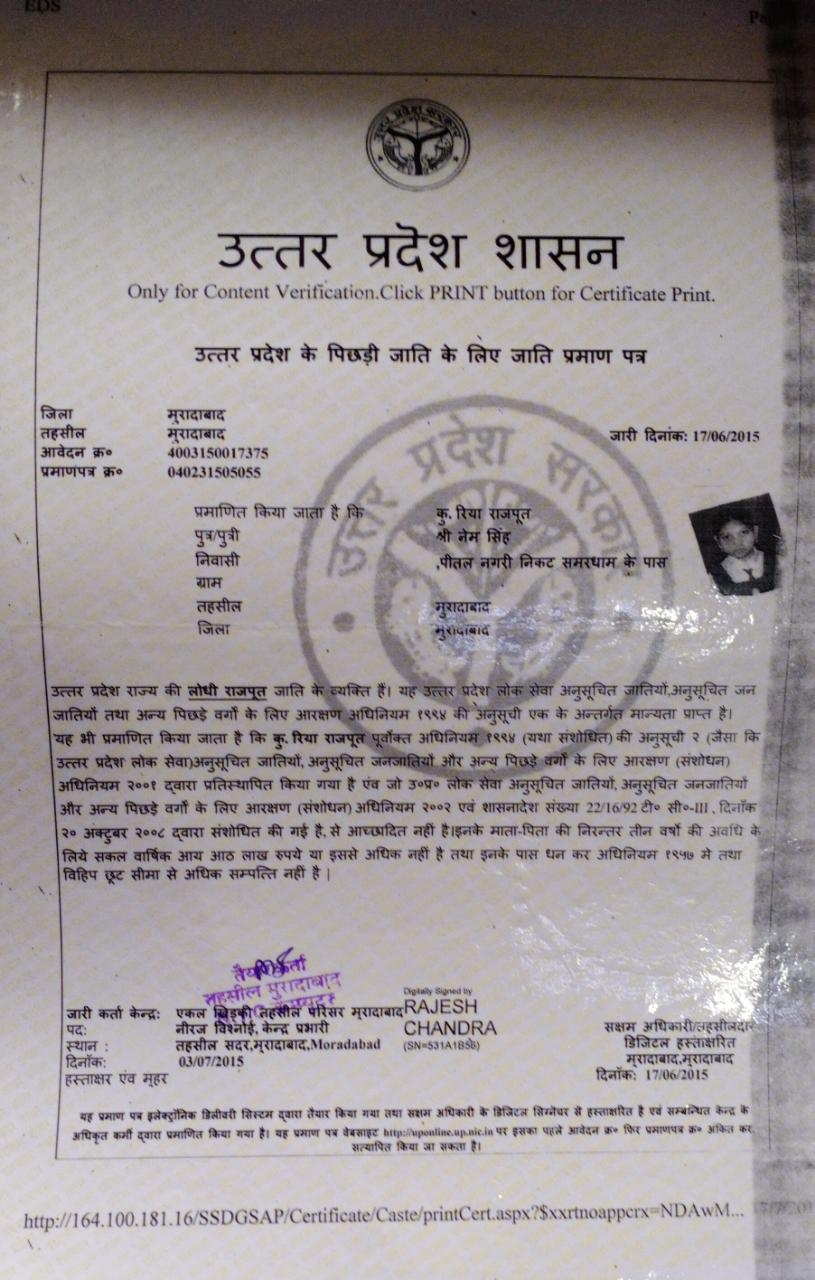 EDS
उत्तर प्रदेश सरकार
उत्तर प्रदेश शासन
Only for Content Verification.Click PRINT button for Certificate Print.
उत्तर प्रदेश के पिछड़ी जाति के लिए जाति प्रमाण पत्र
जिला मुरादाबाद
तहसील मुरादाबाद
जारी दिनांक: 17/06/2015
आवेदन क्र० 4003150017375
प्रमाणपत्र क्र० 040231505055
उत्तर प्रदेश सरकार
प्रमाणित किया जाता है कि कु. रिया राजपूत
पुत्र/पुत्री श्री नेम सिंह
निवासी ,पीतल नगरी निकट समरधाम के पास
ग्राम
तहसील मुरादाबाद
जिला मुरादाबाद
उत्तर प्रदेश राज्य की लोधी राजपूत जाति के व्यक्ति हैं। यह उत्तर प्रदेश लोक सेवा अनुसूचित जातियों,अनुसूचित जन
जातियों तथा अन्य पिछड़े वर्गो के लिए आरक्षण अधिनियम १९९४ की अनुसूची एक के अन्तर्गत मान्यता प्राप्त है।
यह भी प्रमाणित किया जाता है कि कु. रिया राजपूत पूर्वोक्त अधिनियम १९९४ (यथा संशोधित) की अनुसूची २ (जैसा कि
उत्तर प्रदेश लोक सेवा)अनुसूचित जातियों, अनुसूचित जनजातियों और अन्य पिछड़े वर्गो के लिए आरक्षण (संशोधन)
अधिनियम २००१ द्वारा प्रतिस्थापित किया गया है एंव जो उ०प्र० लोक सेवा अनुसूचित जातियों, अनुसूचित जनजातियों
और अन्य पिछड़े वर्गो के लिए आरक्षण (संशोधन) अधिनियम २००२ एवं शासनादेश संख्या 22/16/92 टी० सी०-III , दिनाँक
२० अक्टुबर २००८ द्वारा संशोधित की गई है, से आच्छादित नहीं है।इनके माता-पिता की निरन्तर तीन वर्षो की अवधि के
लिये सकल वार्षिक आय आठ लाख रुपये या इससे अधिक नहीं है तथा इनके पास धन कर अधिनियम १९५७ मे तथा
विहिप छूट सीमा से अधिक सम्पत्ति नहीं है |
तहसील मुरादाबाद
जारी कर्ता केन्द्र: एकल खिड़की तहसील परिसर मुरादाबाद
पद: नीरज विश्नोई, केन्द्र प्रभारी
स्थान : तहसील सदर,मुरादाबाद,Moradabad
दिनाँक: 03/07/2015
हस्ताक्षर एंव मुहर
Digitally Signed by
RAJESH
CHANDRA
(SN=531A1B56)
सक्षम अधिकारी/तहसीलदार
डिजिटल हस्ताक्षरित
मुरादाबाद,मुरादाबाद
दिनाँक: 17/06/2015
यह प्रमाण पत्र इलेक्ट्रॉनिक डिलीवरी सिस्टम द्वारा तैयार किया गया तथा सक्षम अधिकारी के डिजिटल सिग्नेचर से हस्ताक्षरित है एवं सम्बन्धित केन्द्र के
अधिकृत कर्मी द्वारा प्रमाणित किया गया है। यह प्रमाण पत्र वेबसाइट http://uponline.up.nic.in पर इसका पहले आवेदन क्र० फिर प्रमाणपत्र क्र० अंकित कर,
सत्यापित किया जा सकता है।
http://164.100.181.16/SSDGSAP/Certificate/Caste/printCert.aspx?$xxrtnoappcrx=NDAwM...